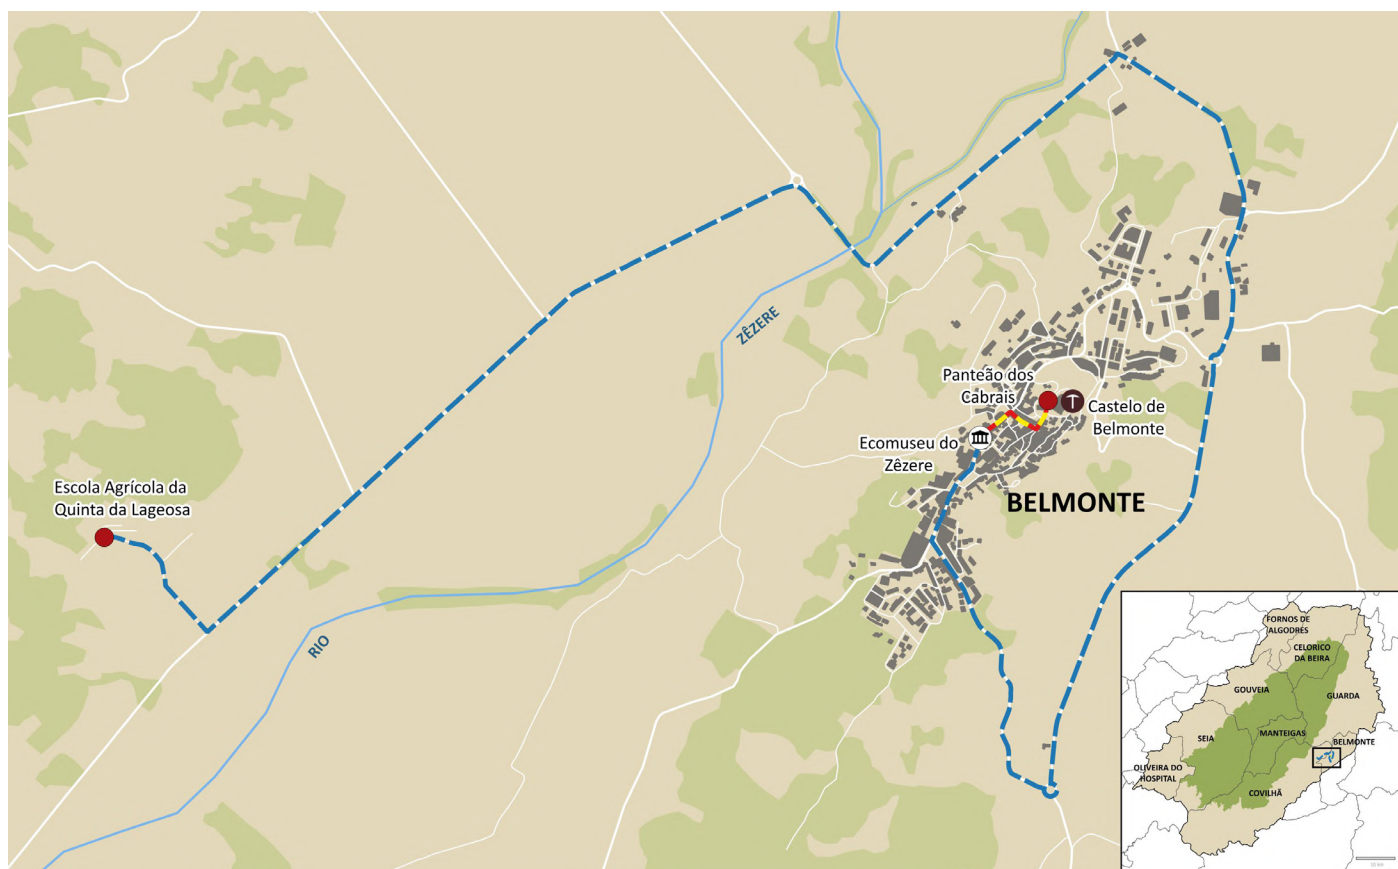 ZÊZERE
Panteão dos
Cabrais
Castelo de
Belmonte
Ecomuseu do
Zêzere
Escola Agrícola da
Quinta da Lageosa
BELMONTE
RIO
FORNOS DE
ALGODRÊS
CELORICO
DA BEIRA
GOUVEIA
GUARDA
SEIA
MANTEIGAS
BELMONTE
OLIVEIRA DO
HOSPITAL
COVILHÃ